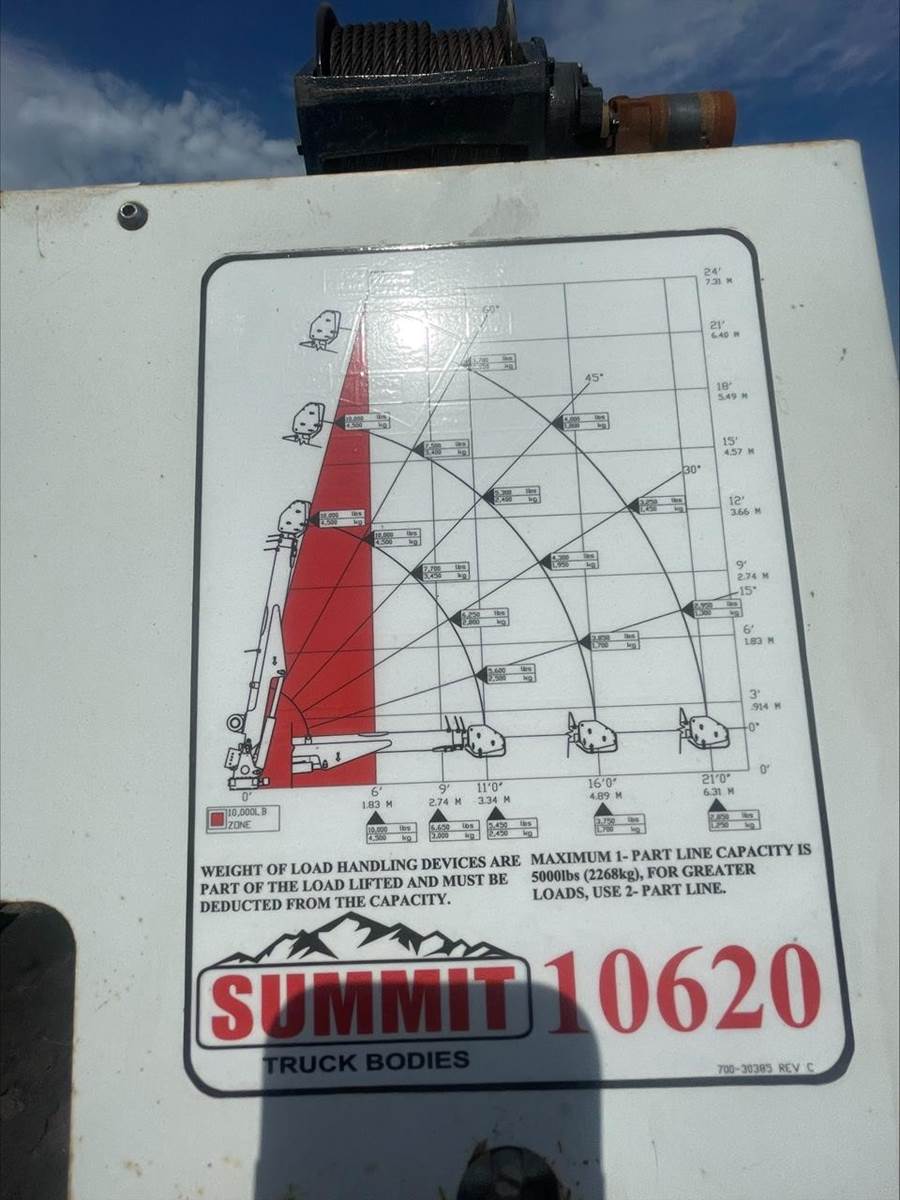 24'
7.31 M
60°
21'
6.40 M
45°
18'
5.49 M
10,000 lbs
4,500 kg
4,000 lbs
1,800 kg
7,500 lbs
3,400 kg
15'
4.57 M
30°
5,300 lbs
2,400 kg
12'
3.66 M
3,250 lbs
1,450 kg
10,000 lbs
4,500 kg
10,000 lbs
4,500 kg
4,300 lbs
1,950 kg
9'
2.74 M
7,700 lbs
3,450 kg
15°
2,950 lbs
1,300 kg
6,250 lbs
2,800 kg
6'
1.83 M
3,850 lbs
1,700 kg
5,600 lbs
2,500 kg
3'
.914 M
0°
0'
0'
6'
1.83 M
9'
2.74 M
11'0"
3.34 M
16'0"
4.89 M
21'0"
6.31 M
10,000LB
ZONE
10,000 lbs
4,500 kg
6,650 lbs
3,000 kg
5,450 lbs
2,450 kg
3,750 lbs
1,700 kg
2,850 lbs
1,250 kg
WEIGHT OF LOAD HANDLING DEVICES ARE
PART OF THE LOAD LIFTED AND MUST BE
DEDUCTED FROM THE CAPACITY.
MAXIMUM 1- PART LINE CAPACITY IS
5000lbs (2268kg), FOR GREATER
LOADS, USE 2- PART LINE.
SUMMIT
TRUCK BODIES
10620
700-30385 REV C